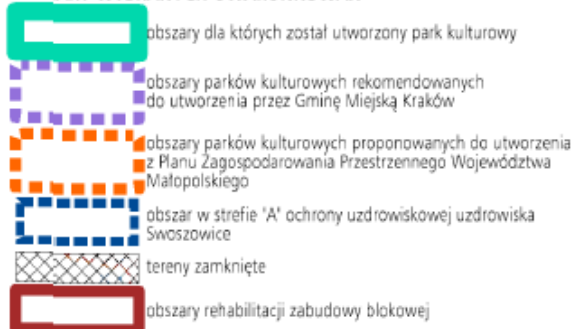 obszary dla których został utworzony park kulturowy
obszary parków kulturowych rekomendowanych
do utworzenia przez Gminę Miejską Kraków
obszary parków kulturowych proponowanych do utworzenia
z Planu Zagospodarowania Przestrzennego Województwa
Małopolskiego
obszar w strefie "A" ochrony uzdrowiskowej uzdrowiska
Swoszowice
tereny zamknięte
obszary rehabilitacji zabudowy blokowej